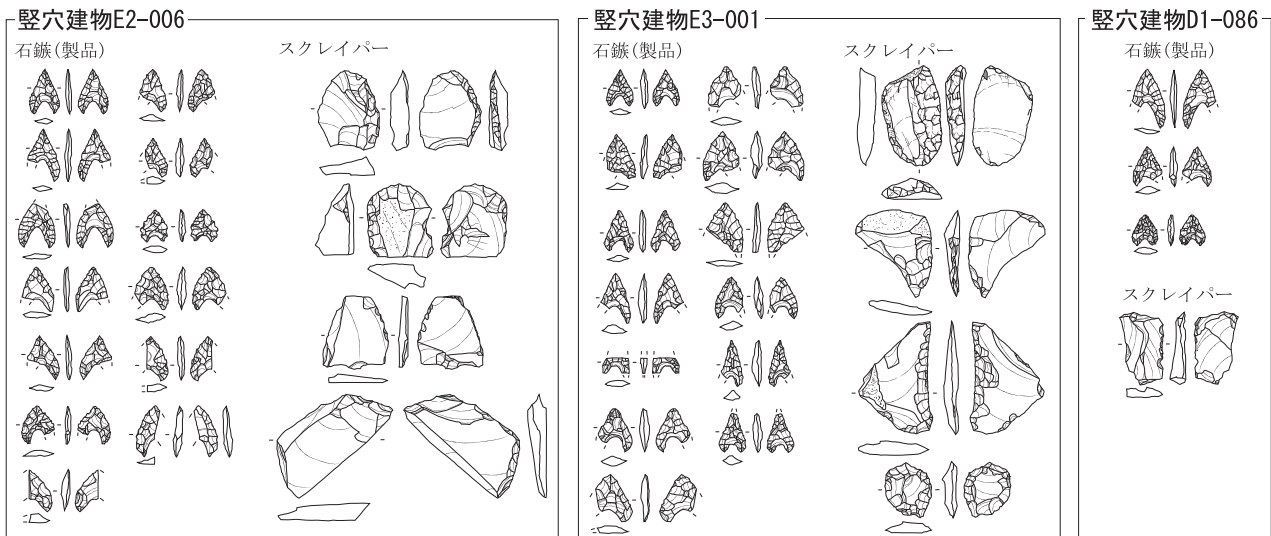 竪穴建物E2-006
石鏃(製品)
スクレイパー
竪穴建物E3-001
石鏃(製品)
スクレイパー
竪穴建物D1-086
石鏃(製品)
スクレイパー